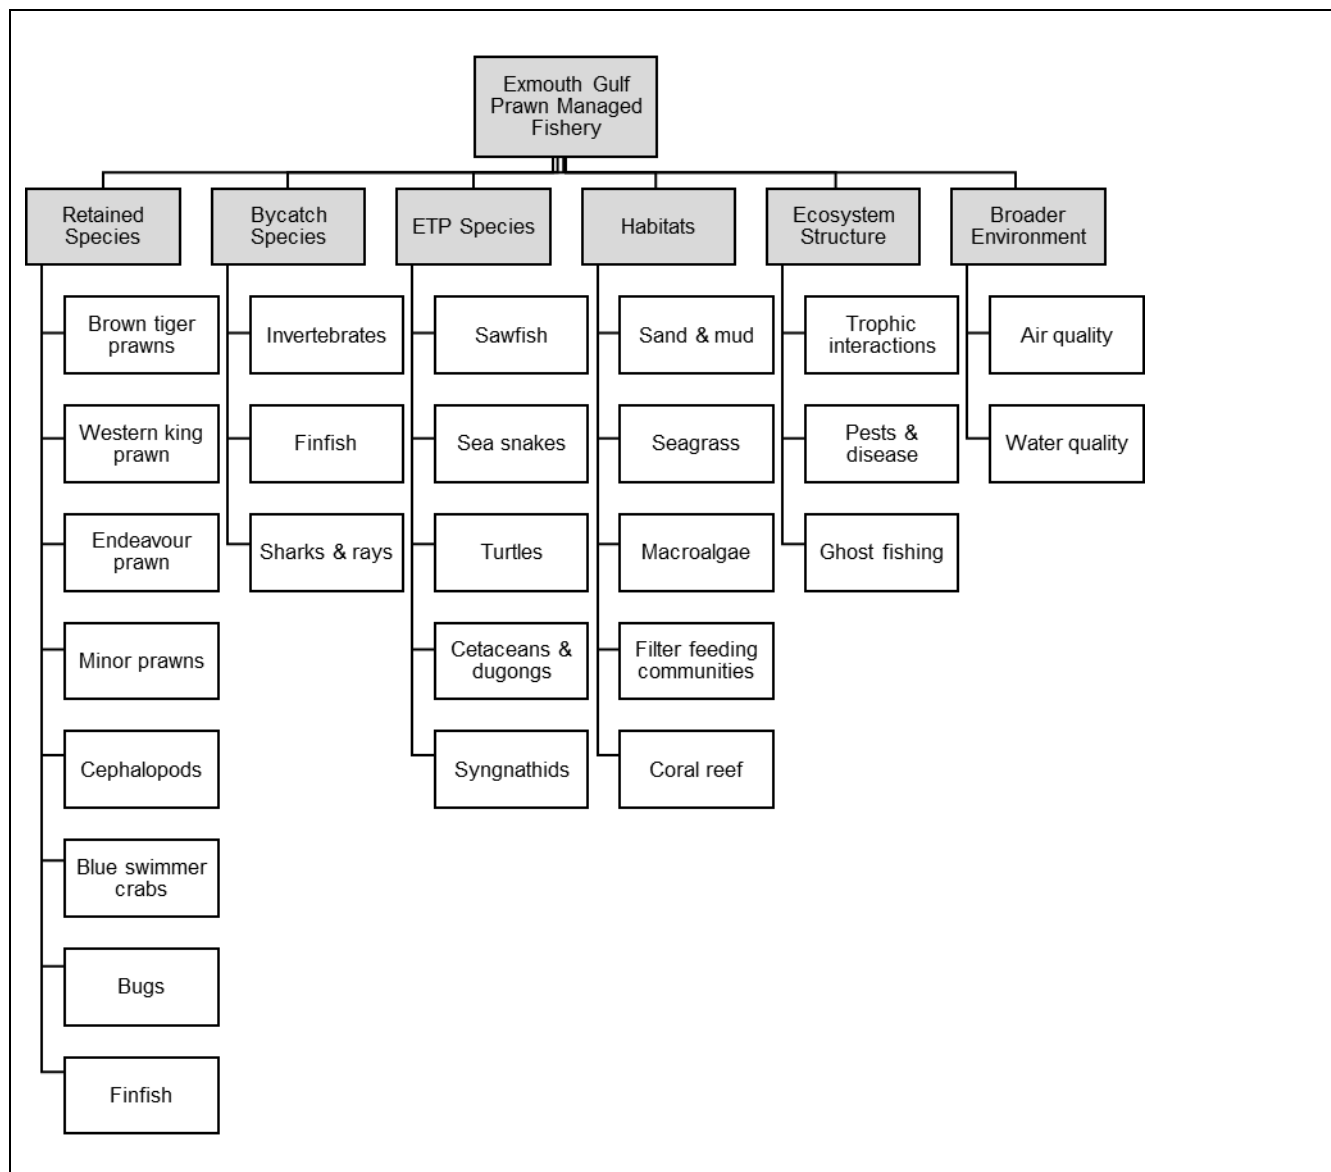 Exmouth Gulf
Prawn Managed
Fishery
Retained
Species
Bycatch
Species
ETP Species
Habitats
Ecosystem
Structure
Broader
Environment
Brown tiger
prawns
Western king
prawn
Endeavour
prawn
Minor prawns
Cephalopods
Blue swimmer
crabs
Bugs
Finfish
Invertebrates
Finfish
Sharks & rays
Sawfish
Sea snakes
Turtles
Cetaceans &
dugongs
Syngnathids
Sand & mud
Seagrass
Macroalgae
Filter feeding
communities
Coral reef
Trophic
interactions
Pests &
disease
Ghost fishing
Air quality
Water quality